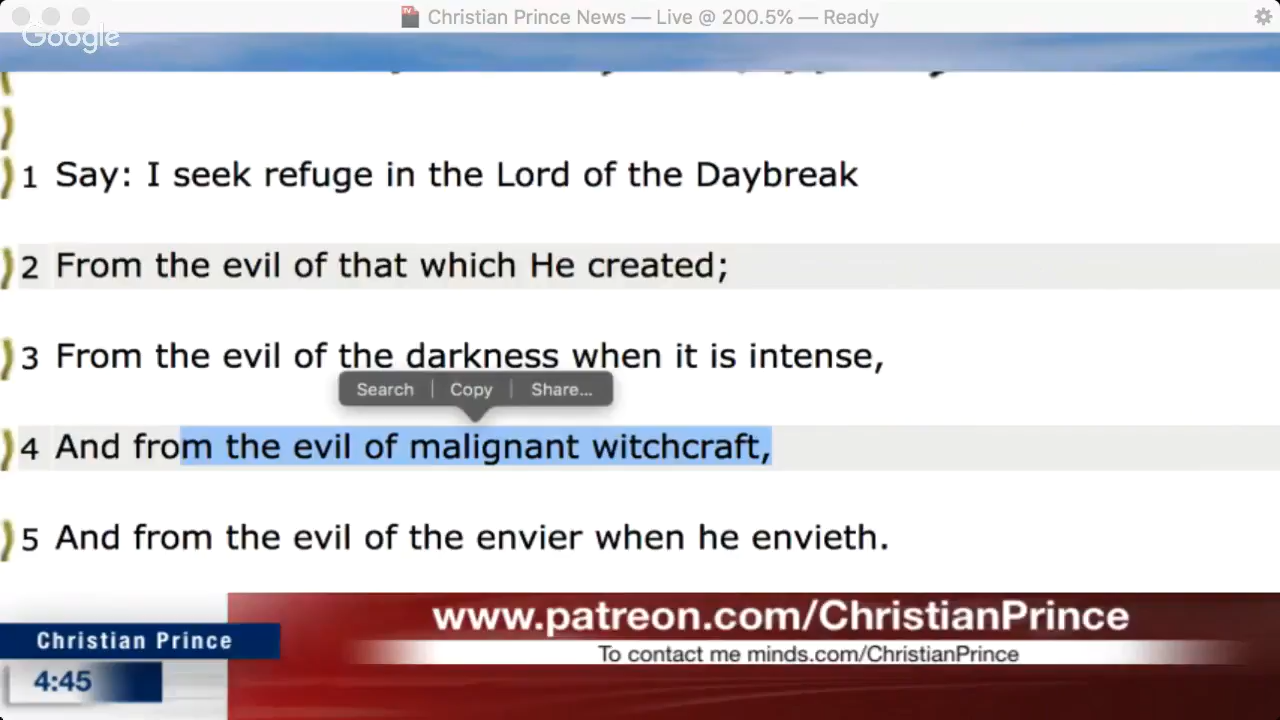 Christian Prince News — Live @ 200.5% — Ready
Google
1 Say: I seek refuge in the Lord of the Daybreak
2 From the evil of that which He created;
3 From the evil of the darkness when it is intense,
Search | Copy | Share...
4 And from the evil of malignant witchcraft,
5 And from the evil of the envier when he envieth.
www.patreon.com/ChristianPrince
Christian Prince
To contact me minds.com/ChristianPrince
4:45